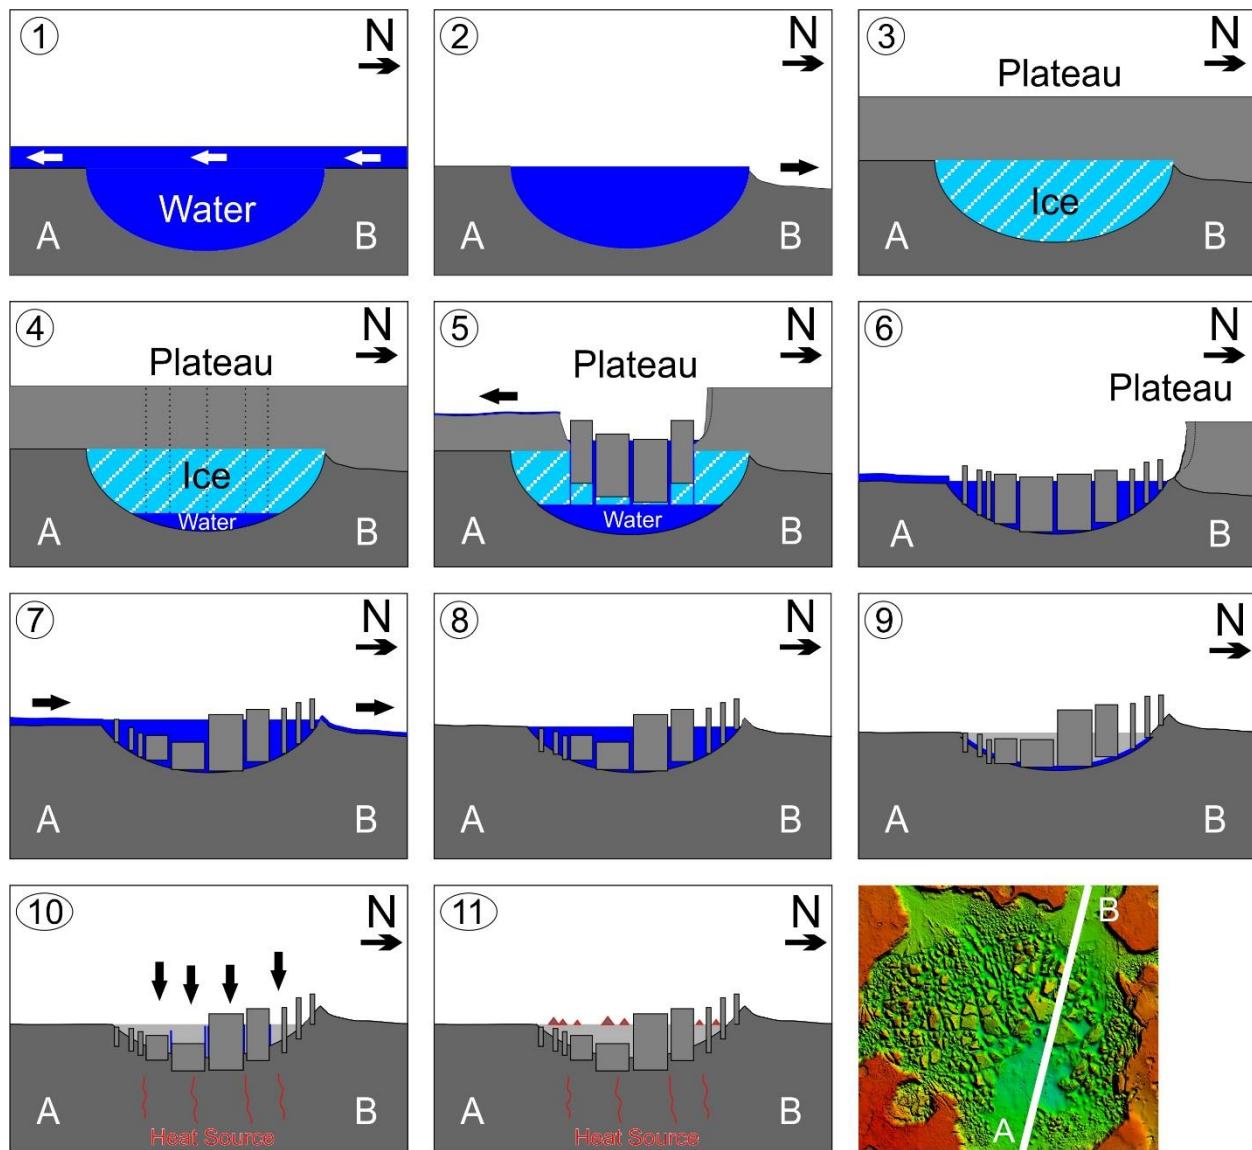 1 N
Water
A B
2 N
A B
3 N
Plateau
Ice
A B
4 N
Plateau
Ice
Water
A B
5 N
Plateau
Water
A B
6 N
Plateau
A B
7 N
A B
8 N
A B
9 N
A B
10 N
A B
Heat Source
11 N
A B
Heat Source
B
A